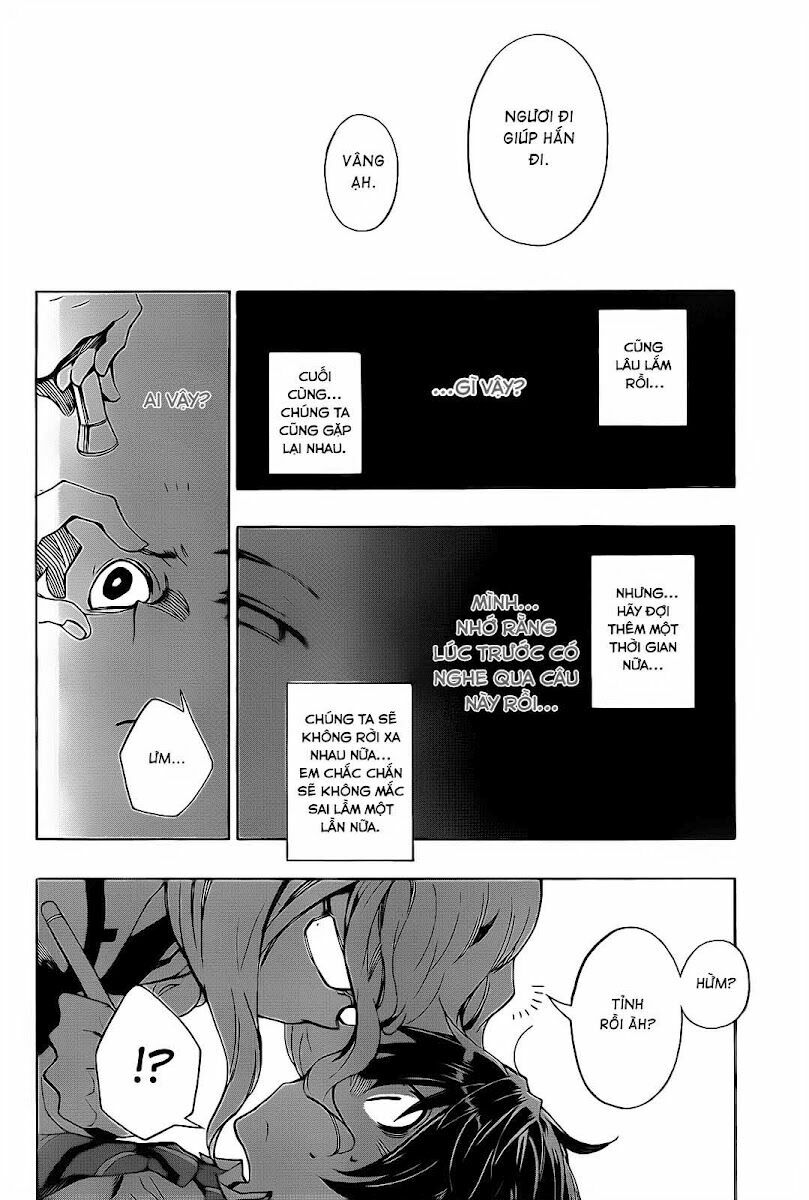 NGƯƠI ĐI
GIÚP HẮN
ĐI.
VÂNG
ẠH.
CŨNG
LÂU LẮM
RỒI...
...GÌ VẬY?
CUỐI
CÙNG...
CHÚNG TA
CŨNG GẶP
LẠI NHAU.
AI VẬY?
NHƯNG...
HÃY ĐỢI
THÊM MỘT
THỜI GIAN
NỮA...
MÌNH...
NHỚ RẰNG
LÚC TRƯỚC CÓ
NGHE QUA CÂU
NÀY RỒI...
CHÚNG TA SẼ
KHÔNG RỜI XA
NHAU NỮA...
EM CHẮC CHẮN
SẼ KHÔNG MẮC
SAI LẦM MỘT
LẦN NỮA.
ƯM...
HỪM?
TỈNH
RỒI ÀH?
!?